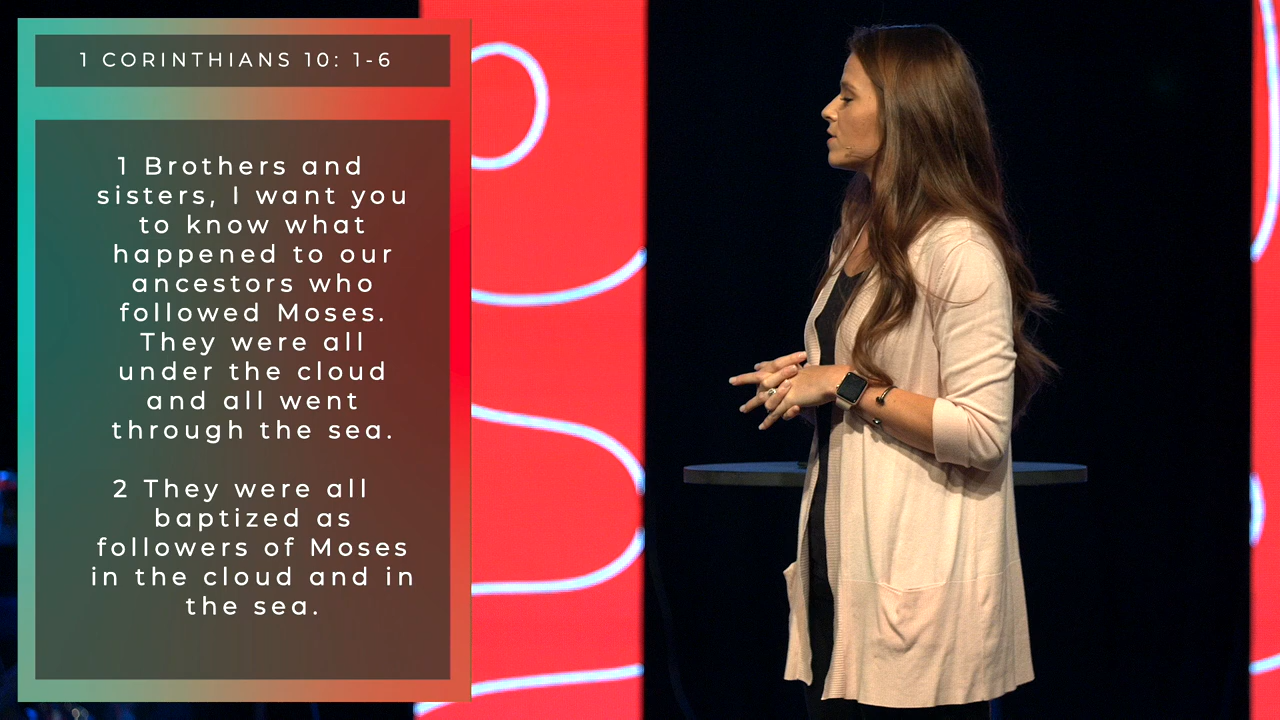 1 CORINTHIANS 10: 1-6
1 Brothers and
sisters, I want you
to know what
happened to our
ancestors who
followed Moses.
They were all
under the cloud
and all went
through the sea.
2 They were all
baptized as
followers of Moses
in the cloud and in
the sea.